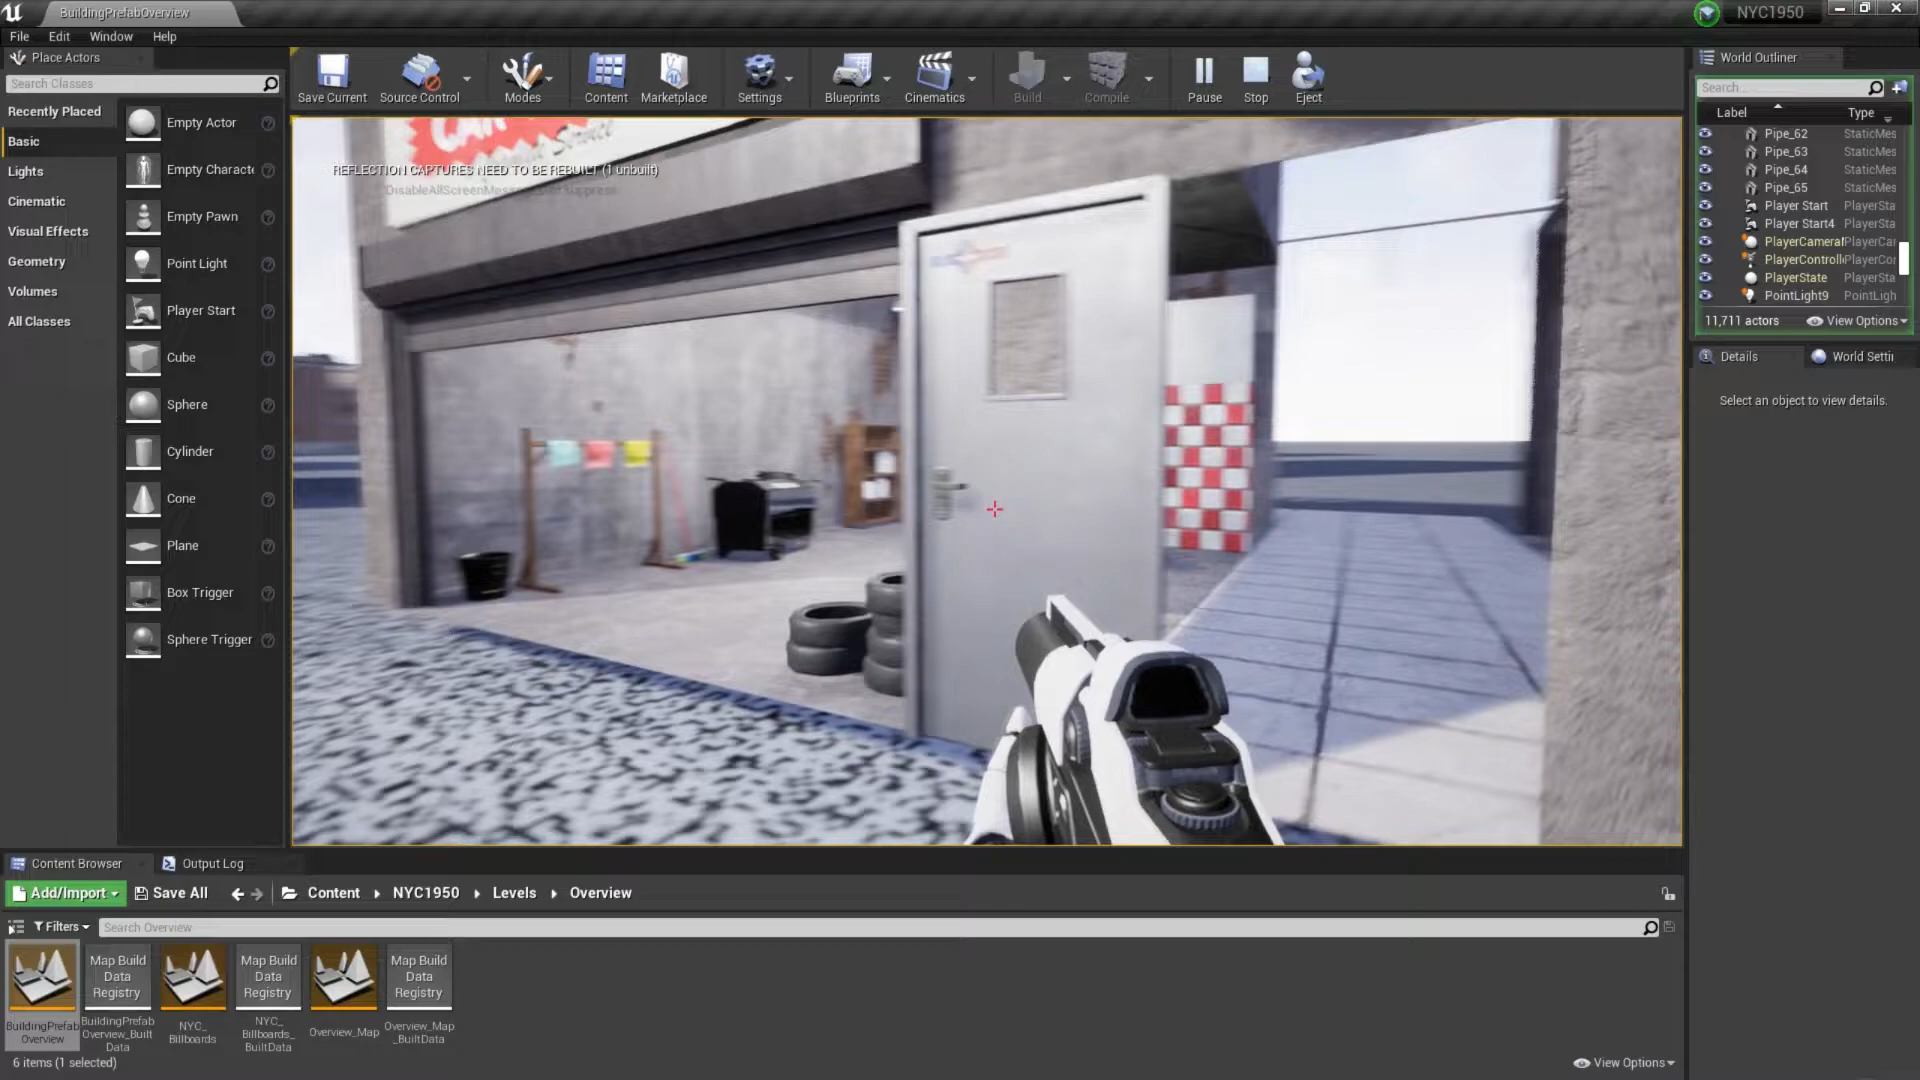 BuildingPrefabOverview
NYC1950
File Edit Window Help
Place Actors
World Outliner
Search Classes
Save Current
Source Control
Modes
Content
Marketplace
Settings
Blueprints
Cinematics
Build
Compile
Pause
Stop
Eject
Search...
Label
Type
Recently Placed
Basic
Lights
Cinematic
Visual Effects
Geometry
Volumes
All Classes
Empty Actor
Empty Characte
Empty Pawn
Point Light
Player Start
Cube
Sphere
Cylinder
Cone
Plane
Box Trigger
Sphere Trigger
Service
REFLECTION CAPTURES NEED TO BE REBUILT (1 unbuilt)
Pipe_62 StaticMes
Pipe_63 StaticMes
Pipe_64 StaticMes
Pipe_65 StaticMes
Player Start PlayerSta
Player Start4 PlayerSta
PlayerCamera PlayerCar
PlayerControll PlayerCor
PlayerState PlayerSta
PointLight9 PointLigh
11,711 actors View Options
Details World Setti
Select an object to view details.
Content Browser Output Log
Add/Import Save All Content NYC1950 Levels Overview
Filters Search Overview
Map Build
Data
Registry
Map Build
Data
Registry
Map Build
Data
Registry
BuildingPrefab
Overview
BuildingPrefab
Overview_Built
Data
NYC_
Billboards
NYC_
Billboards_
BuiltData
Overview_Map
Overview_Map
_BuiltData
6 items (1 selected)
View Options